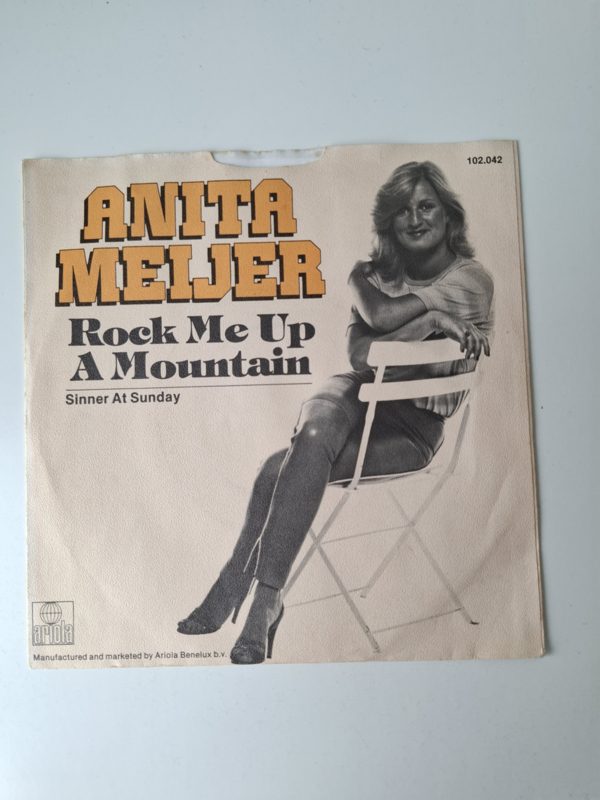 102.042
ANITA
MEIJER
Rock Me Up
A Mountain
Sinner At Sunday
ariola
Manufactured and marketed by Ariola Benelux b.v.